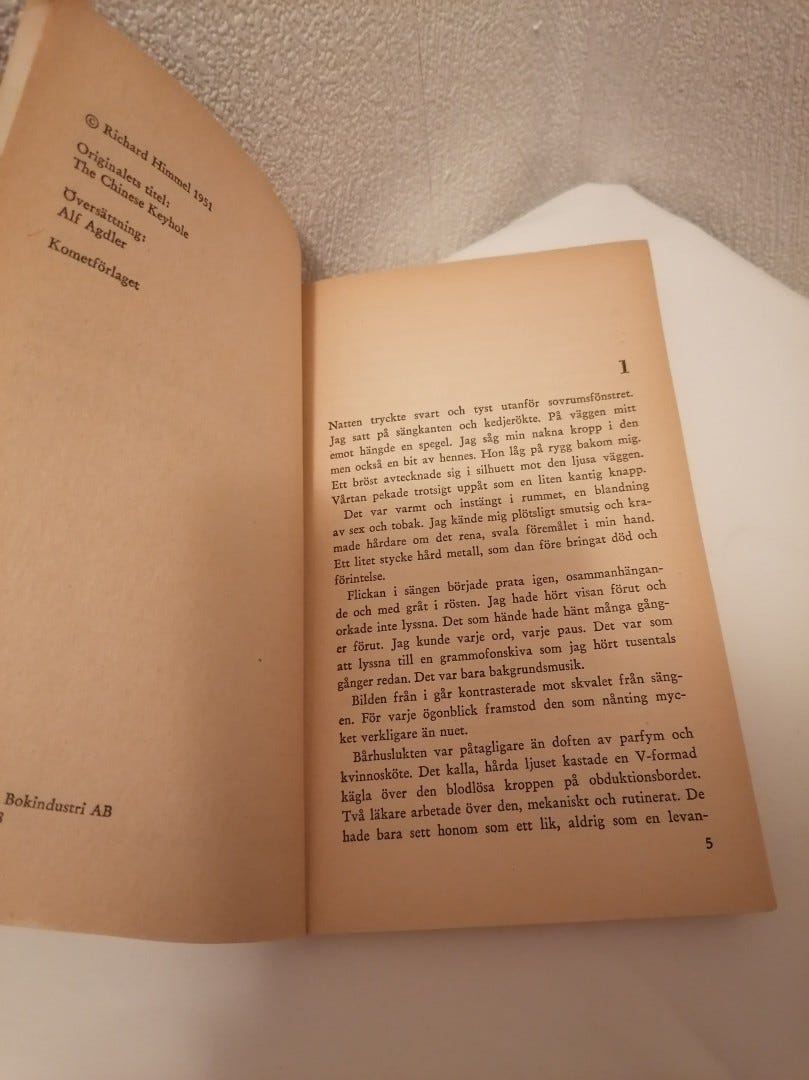 © Richard Himmel 1951
Originalets titel:
The Chinese Keyhole
Översättning:
Alf Agdler
Kometförlaget
Bokindustri AB
1
Natten tryckte svart och tyst utanför sovrumsfönstret.
Jag satt på sängkanten och kedjerökte. På väggen mitt
emot hängde en spegel. Jag såg min nakna kropp i den
men också en bit av hennes. Hon låg på rygg bakom mig.
Ett bröst avtecknade sig i silhuett mot den ljusa väggen.
Vårtan pekade trotsigt uppåt som en liten kantig knapp.
Det var varmt och instängt i rummet, en blandning
av sex och tobak. Jag kände mig plötsligt smutsig och kra-
made hårdare om det rena, svala föremålet i min hand.
Ett litet stycke hård metall, som dan före bringat död och
förintelse.
Flickan i sängen började prata igen, osammanhängan-
de och med gråt i rösten. Jag hade hört visan förut och
orkade inte lyssna. Det som hände hade hänt många gång-
er förut. Jag kunde varje ord, varje paus. Det var som
att lyssna till en grammofonskiva som jag hört tusentals
gånger redan. Det var bara bakgrundsmusik.
Bilden från i går kontrasterade mot skvalet från säng-
en. För varje ögonblick framstod den som nånting myc-
ket verkligare än nuet.
Bårhuslukten var påtagligare än doften av parfym och
kvinnosköte. Det kalla, hårda ljuset kastade en V-formad
kägla över den blodlösa kroppen på obduktionsbordet.
Två läkare arbetade över den, mekaniskt och rutinerat. De
hade bara sett honom som ett lik, aldrig som en levan-
5